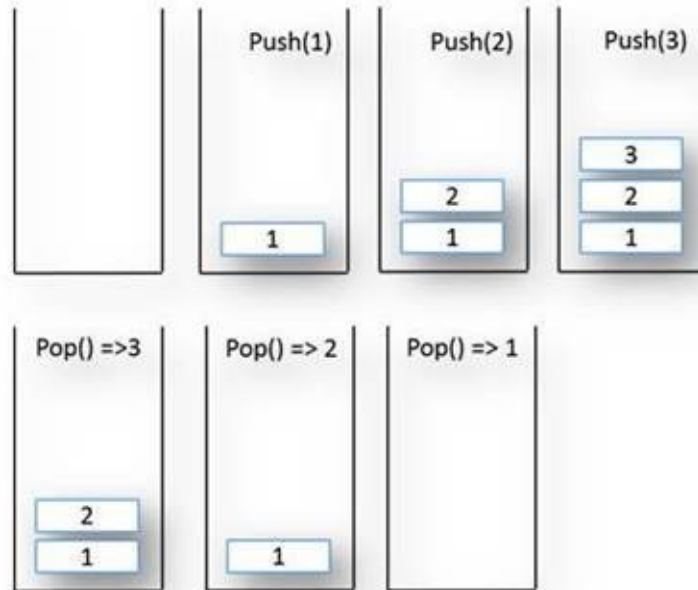 Push(1)
Push(2)
Push(3)
3
2
2
1
1
1
Pop() =>3
Pop() => 2
Pop() => 1
2
1
1